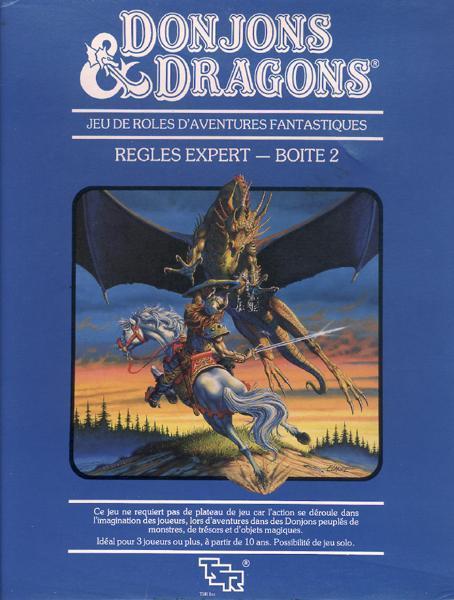 DONJONS
& DRAGONS®
JEU DE ROLES D'AVENTURES FANTASTIQUES
REGLES EXPERT — BOITE 2
Ce jeu ne requiert pas de plateau de jeu car l'action se déroule dans
l'imagination des joueurs, lors d'aventures dans des Donjons peuplés de
monstres, de trésors et d'objets magiques.
Idéal pour 3 joueurs ou plus, à partir de 10 ans. Possibilité de jeu solo.
TSR®
TSR Inc